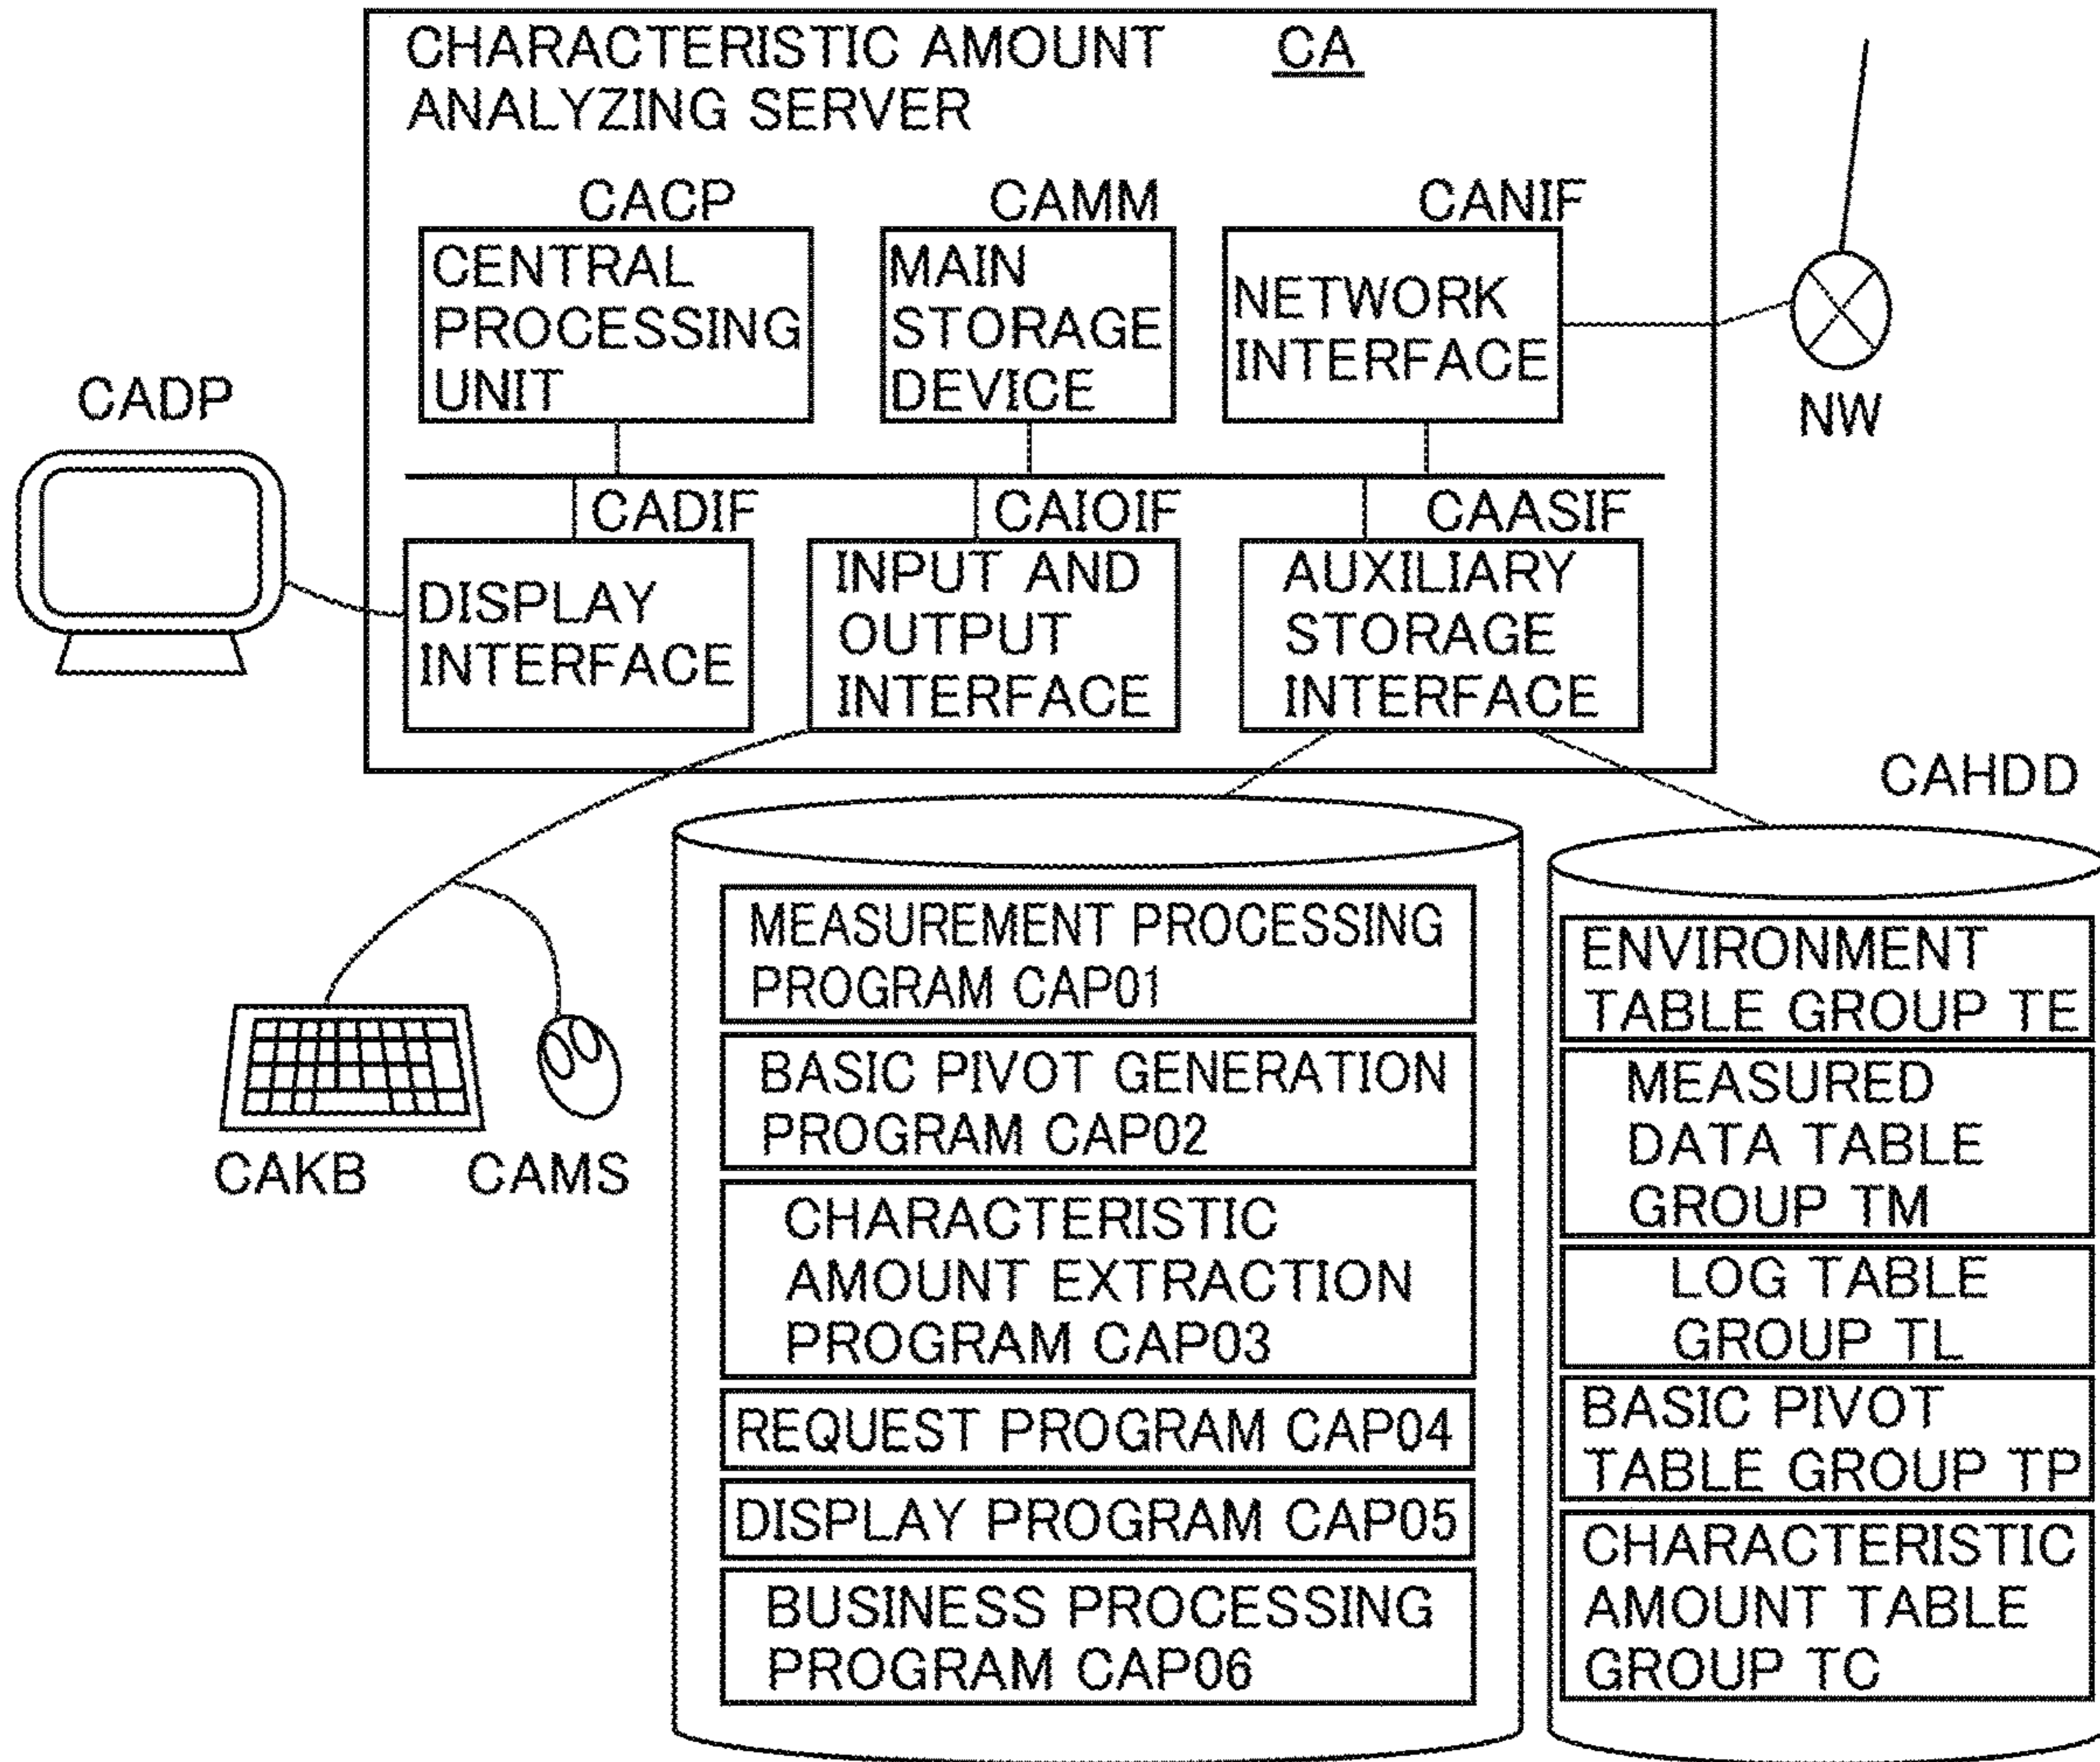 CHARACTERISTIC AMOUNT CA
ANALYZING SERVER
CACP
CAMM
CANIF
CENTRAL
PROCESSING
UNIT
MAIN
STORAGE
DEVICE
NETWORK
INTERFACE
NW
CADP
CADIF
CAIOIF
CAASIF
DISPLAY
INTERFACE
INPUT AND
OUTPUT
INTERFACE
AUXILIARY
STORAGE
INTERFACE
CAHDD
CAKB
CAMS
MEASUREMENT PROCESSING
PROGRAM CAP01
BASIC PIVOT GENERATION
PROGRAM CAP02
CHARACTERISTIC
AMOUNT EXTRACTION
PROGRAM CAP03
REQUEST PROGRAM CAP04
DISPLAY PROGRAM CAP05
BUSINESS PROCESSING
PROGRAM CAP06
ENVIRONMENT
TABLE GROUP TE
MEASURED
DATA TABLE
GROUP TM
LOG TABLE
GROUP TL
BASIC PIVOT
TABLE GROUP TP
CHARACTERISTIC
AMOUNT TABLE
GROUP TC